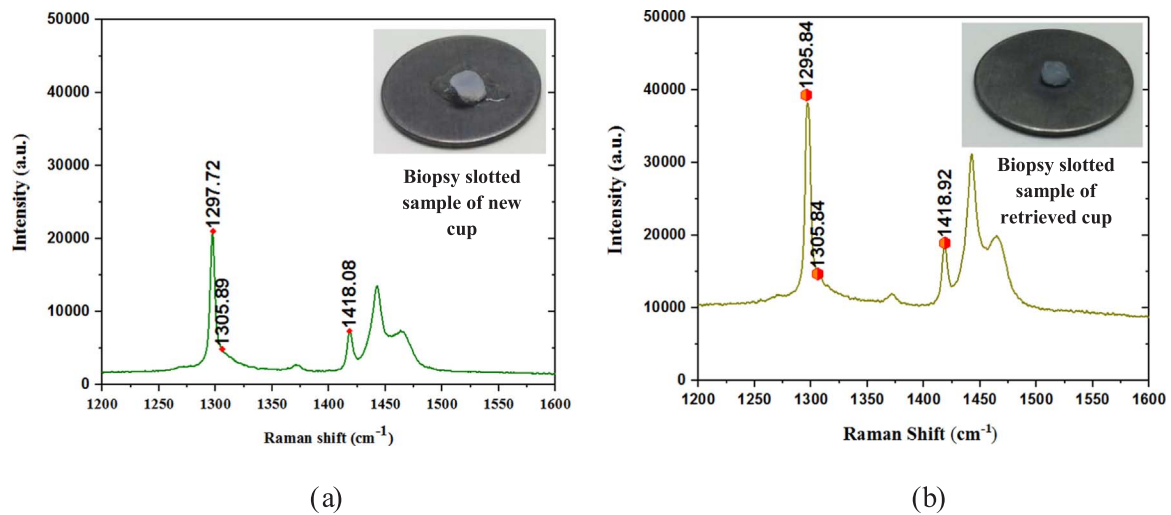 50000
40000
30000
20000
10000
0
Intensity (a.u.)
1297.72
1305.89
1418.08
Biopsy slotted
sample of new
cup
1200 1250 1300 1350 1400 1450 1500 1550 1600
Raman shift (cm-1)
(a)
50000
40000
30000
20000
10000
0
Intensity (a.u.)
1295.84
1305.84
1418.92
Biopsy slotted
sample of
retrieved cup
1200 1250 1300 1350 1400 1450 1500 1550 1600
Raman Shift (cm-1)
(b)